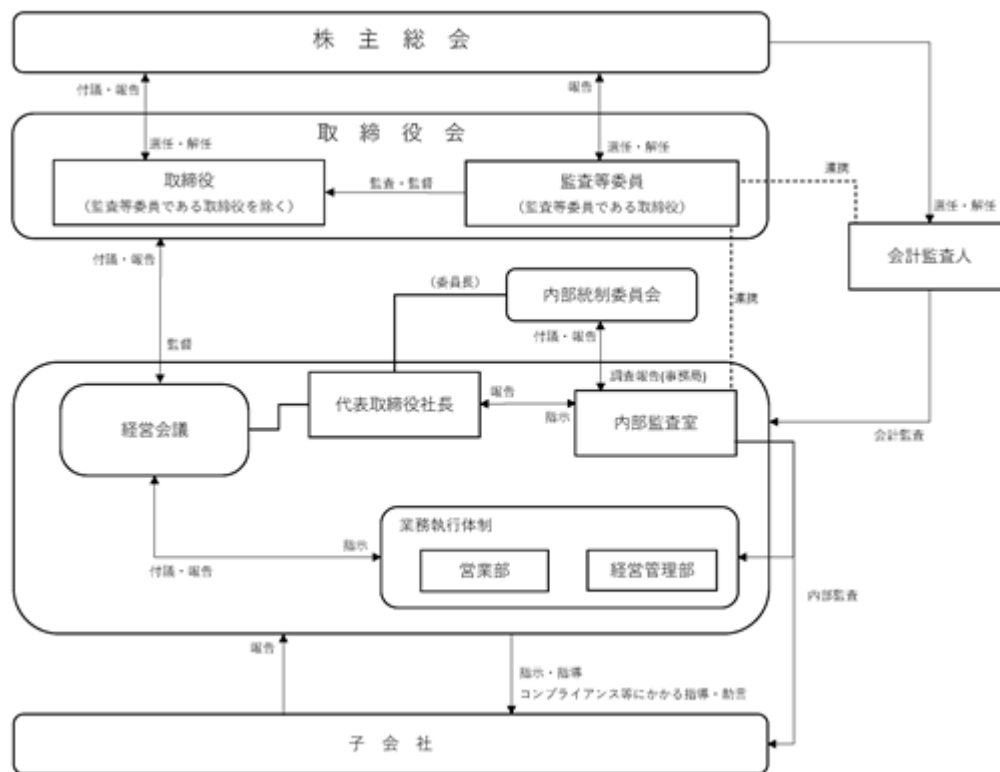 株主総会
付議・報告
報告
取締役会
選任・解任
選任・解任
取締役
(監査等委員である取締役を除く)
監査・監督
監査等委員
(監査等委員である取締役)
連携
選任・解任
会計監査人
付議・報告
(委員長)
内部統制委員会
連携
付議・報告
監督
調査報告(事務局)
経営会議
代表取締役社長
報告
指示
内部監査室
会計監査
業務執行体制
指示
付議・報告
営業部
経営管理部
内部監査
報告
指示・指導
コンプライアンス等にかかる指導・助言
子会社